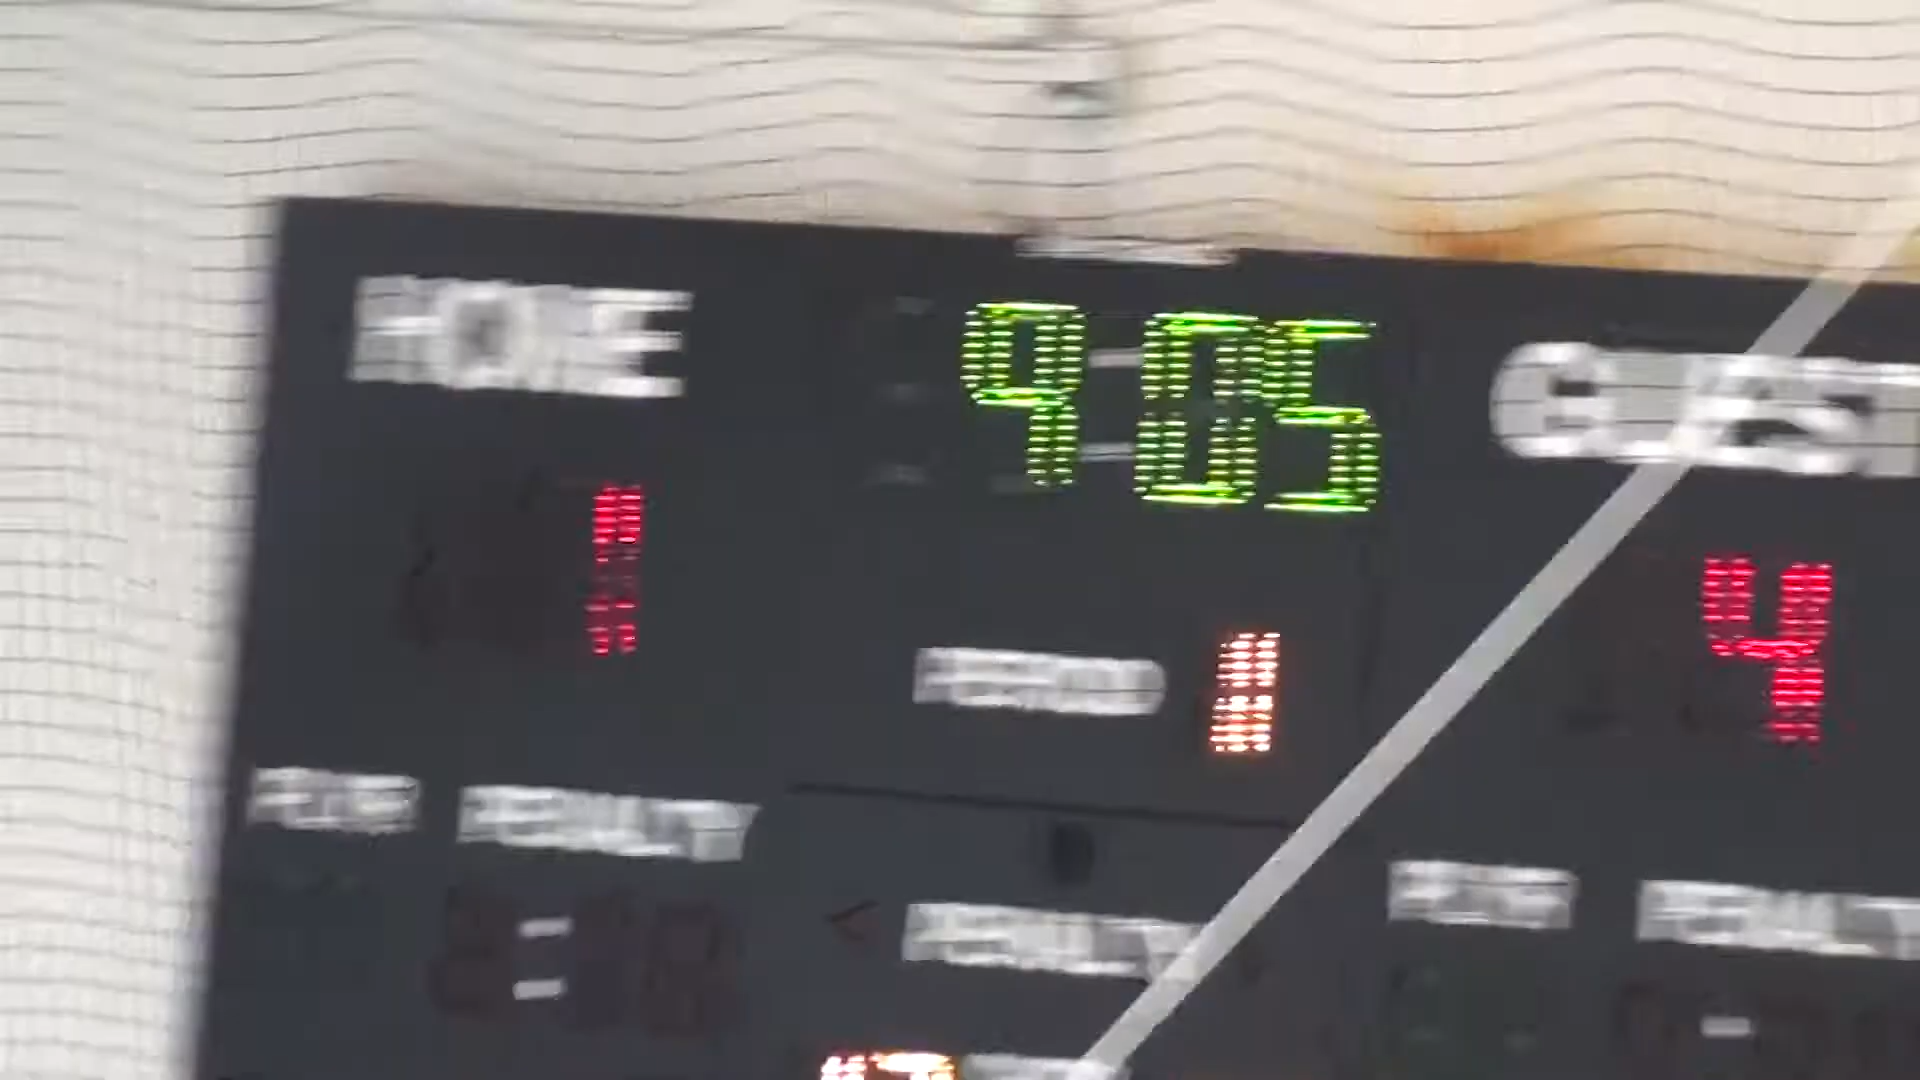 HOME 9:05 GUEST
1 4
PERIOD 1
PLYR PENALTY PLYR PENALTY
PENALTY